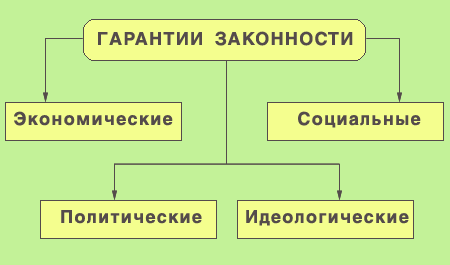 ГАРАНТИИ ЗАКОННОСТИ
Экономические
Социальные
Политические
Идеологические